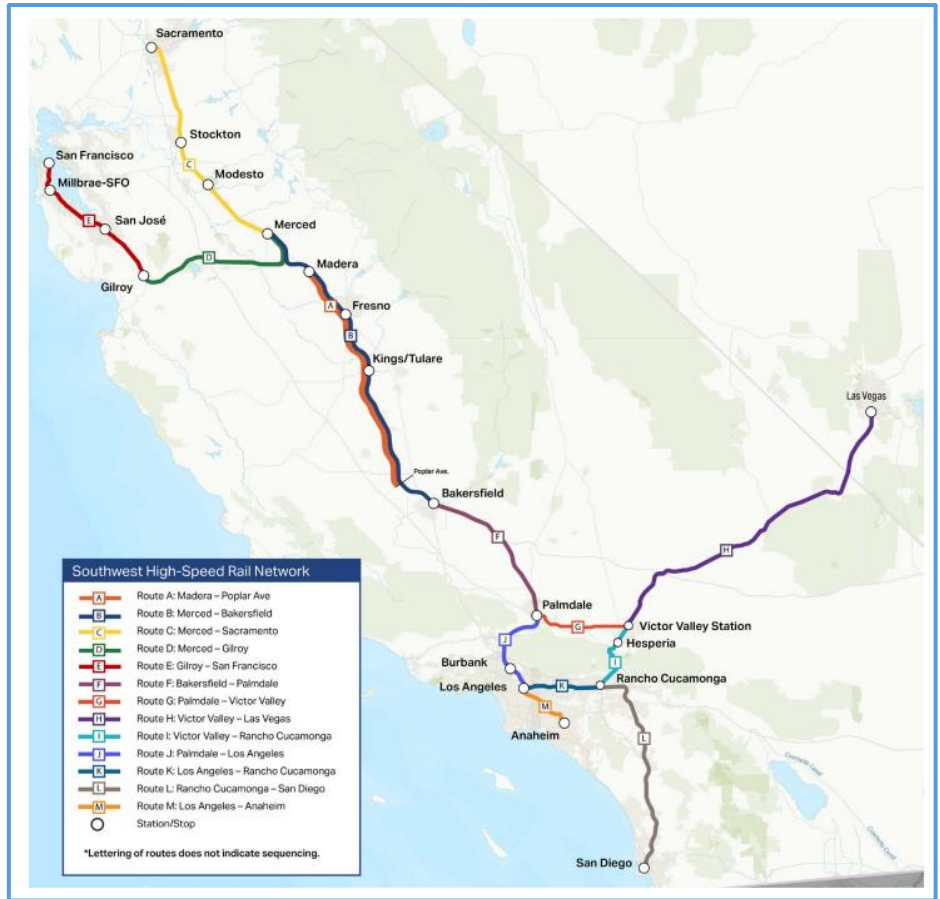 Sacramento
Stockton
C
San Francisco
Modesto
Millbrae-SFO
E
San José
Merced
D
Madera
Gilroy
A
Fresno
B
Kings/Tulare
Las Vegas
Poplar Ave.
Bakersfield
F
H
Palmdale
G
Victor Valley Station
J
Hesperia
I
Burbank
Rancho Cucamonga
Los Angeles
K
M
Anaheim
L
San Diego
Southwest High-Speed Rail Network
A Route A: Madera – Poplar Ave
B Route B: Merced – Bakersfield
C Route C: Merced – Sacramento
D Route D: Merced – Gilroy
E Route E: Gilroy – San Francisco
F Route F: Bakersfield – Palmdale
G Route G: Palmdale – Victor Valley
H Route H: Victor Valley – Las Vegas
I Route I: Victor Valley – Rancho Cucamonga
J Route J: Palmdale – Los Angeles
K Route K: Los Angeles – Rancho Cucamonga
L Route L: Rancho Cucamonga – San Diego
M Route M: Los Angeles – Anaheim
Station/Stop
*Lettering of routes does not indicate sequencing.
Coachella Canal